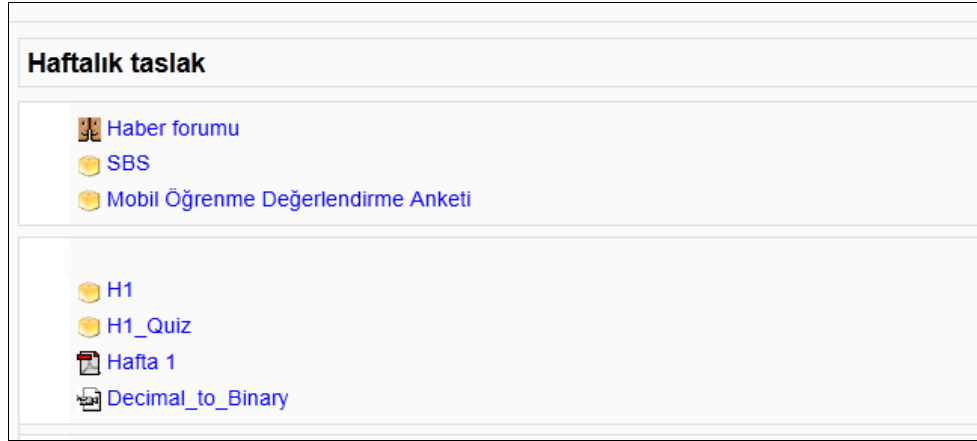 Haftalık taslak
Haber forumu
SBS
Mobil Öğrenme Değerlendirme Anketi
H1
H1_Quiz
Hafta 1
Decimal_to_Binary